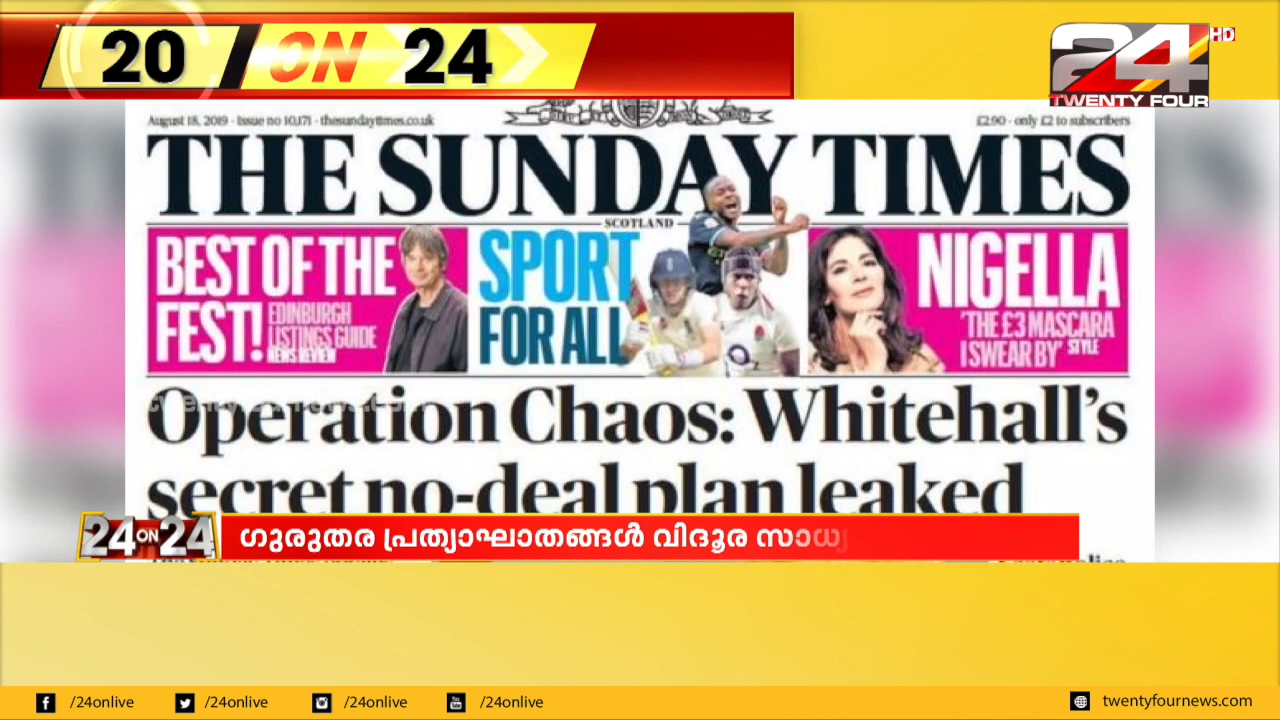 20 ON 24
24 HD
TWENTY FOUR
August 18, 2019 · Issue no 10,171 · thesundaytimes.co.uk
£2.90 · only £2 to subscribers
THE SUNDAY TIMES
SCOTLAND
BEST OF THE
FEST!
EDINBURGH
LISTINGS GUIDE
NEWS REVIEW
SPORT
FOR ALL
NIGELLA
'THE £3 MASCARA
I SWEAR BY' STYLE
Operation Chaos: Whitehall's
secret no-deal plan leaked
24 ON 24
ഗുരുതര പ്രത്യാഘാതങ്ങൾ വിദൂര സാധ്യ
/24onlive
/24onlive
/24onlive
/24onlive
twentyfournews.com